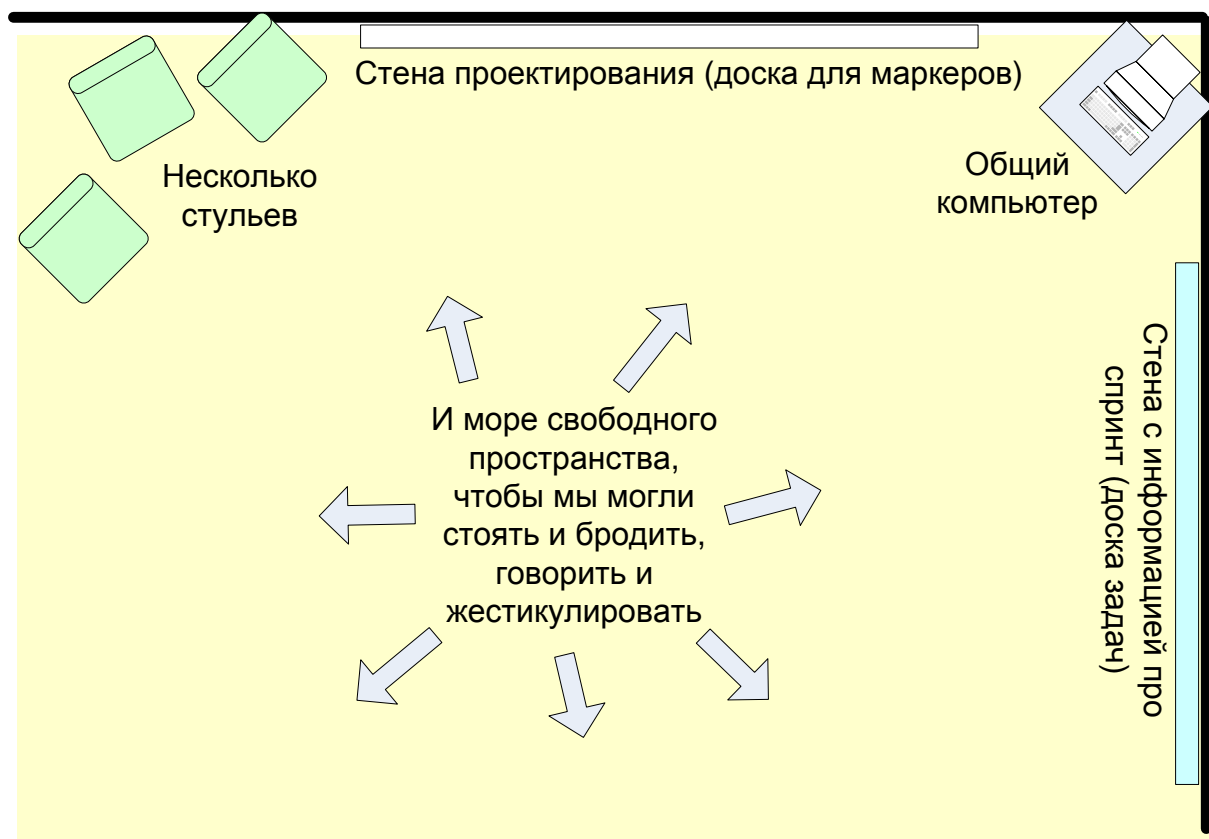 Стена проектирования (доска для маркеров)
Несколько
стульев
Общий
компьютер
И море свободного
пространства,
чтобы мы могли
стоять и бродить,
говорить и
жестикулировать
Стена с информацией про
спринт (доска задач)